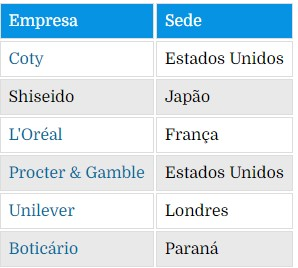 Empresa Sede
Coty Estados Unidos
Shiseido Japão
L'Oréal França
Procter & Gamble Estados Unidos
Unilever Londres
Boticário Paraná